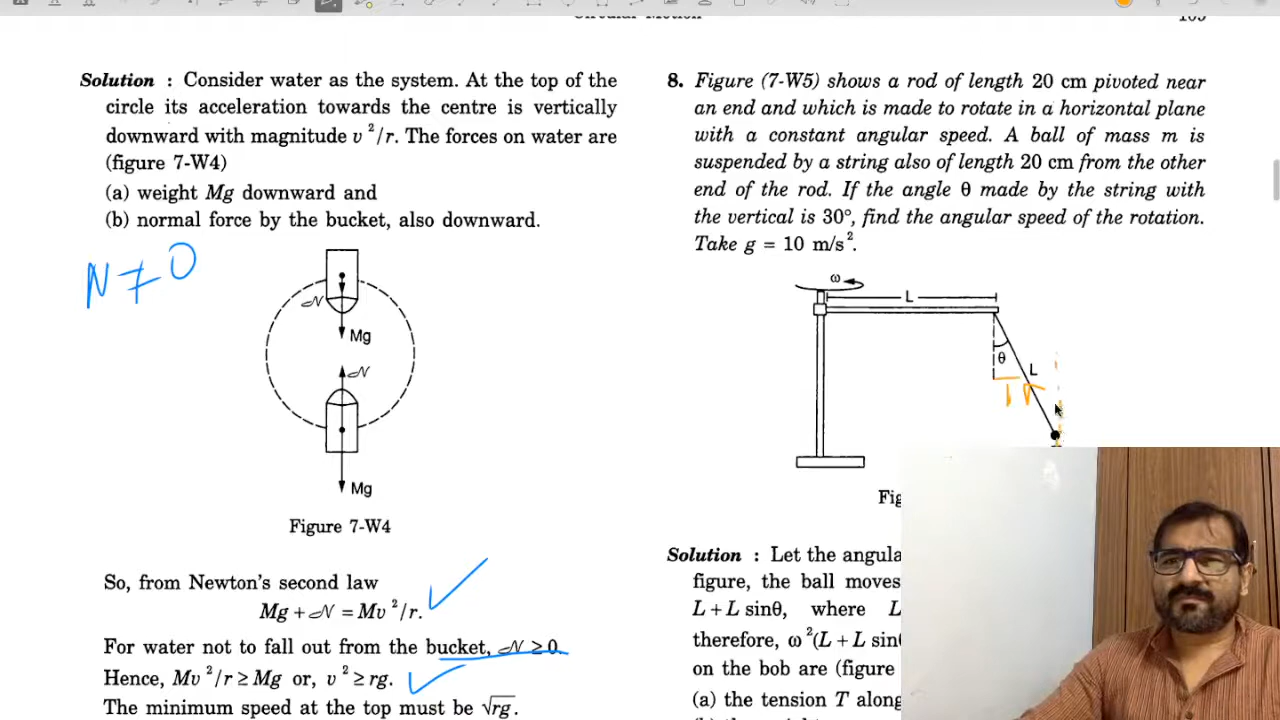 Solution : Consider water as the system. At the top of the
circle its acceleration towards the centre is vertically
downward with magnitude v²/r. The forces on water are
(figure 7-W4)
(a) weight Mg downward and
(b) normal force by the bucket, also downward.
N ≠ 0
N
Mg
N
Mg
Figure 7-W4
So, from Newton's second law
Mg + N = Mv²/r.
For water not to fall out from the bucket, N ≥ 0.
Hence, Mv²/r ≥ Mg or, v² ≥ rg.
The minimum speed at the top must be √rg.
8. Figure (7-W5) shows a rod of length 20 cm pivoted near
an end and which is made to rotate in a horizontal plane
with a constant angular speed. A ball of mass m is
suspended by a string also of length 20 cm from the other
end of the rod. If the angle θ made by the string with
the vertical is 30°, find the angular speed of the rotation.
Take g = 10 m/s².
ω
L
θ
L
Fig
Solution : Let the angula
figure, the ball moves
L + L sinθ, where L
therefore, ω²(L + L sin
on the bob are (figure
(a) the tension T along